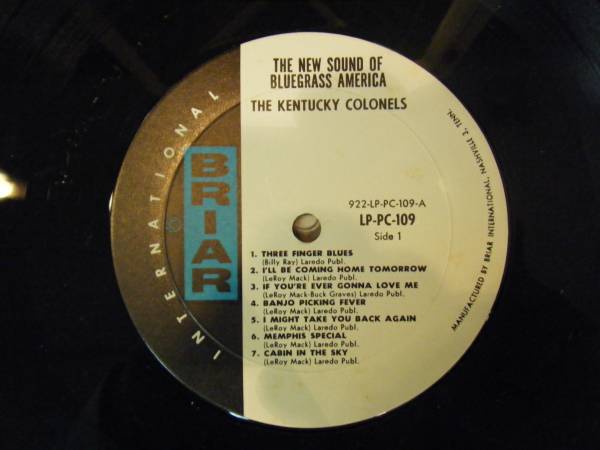 THE NEW SOUND OF
BLUEGRASS AMERICA
THE KENTUCKY COLONELS
INTERNATIONAL
©
BRIAR
922-LP-PC-109-A
LP-PC-109
Side 1
1. THREE FINGER BLUES
(Billy Ray) Laredo Publ.
2. I'LL BE COMING HOME TOMORROW
(LeRoy Mack) Laredo Publ.
3. IF YOU'RE EVER GONNA LOVE ME
(LeRoy Mack-Buck Graves) Laredo Publ.
4. BANJO PICKING FEVER
(LeRoy Mack) Laredo Publ.
5. I MIGHT TAKE YOU BACK AGAIN
(LeRoy Mack) Laredo Publ.
6. MEMPHIS SPECIAL
(LeRoy Mack) Laredo Publ.
7. CABIN IN THE SKY
(LeRoy Mack) Laredo Publ.
MANUFACTURED BY BRIAR INTERNATIONAL, NASHVILLE 3, TENN.